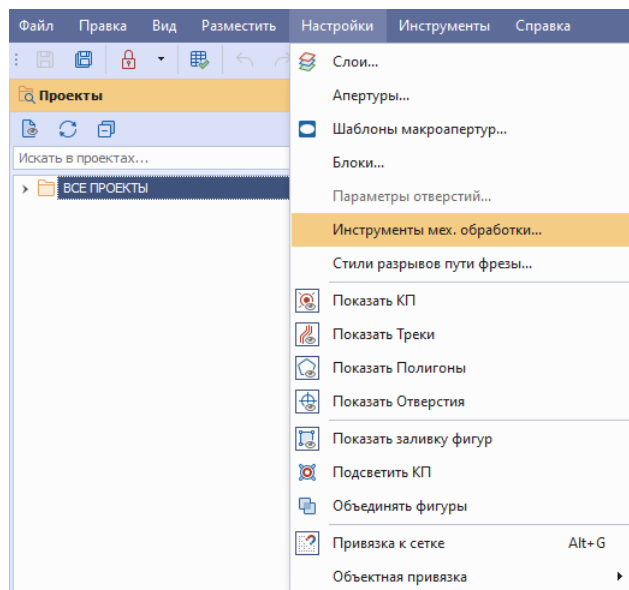 Файл Правка Вид Разместить Настройки Инструменты Справка
Проекты
Искать в проектах...
ВСЕ ПРОЕКТЫ
Слои...
Апертуры...
Шаблоны макроапертур...
Блоки...
Параметры отверстий...
Инструменты мех. обработки...
Стили разрывов пути фрезы...
Показать КП
Показать Треки
Показать Полигоны
Показать Отверстия
Показать заливку фигур
Подсветить КП
Объединять фигуры
Привязка к сетке Alt+G
Объектная привязка